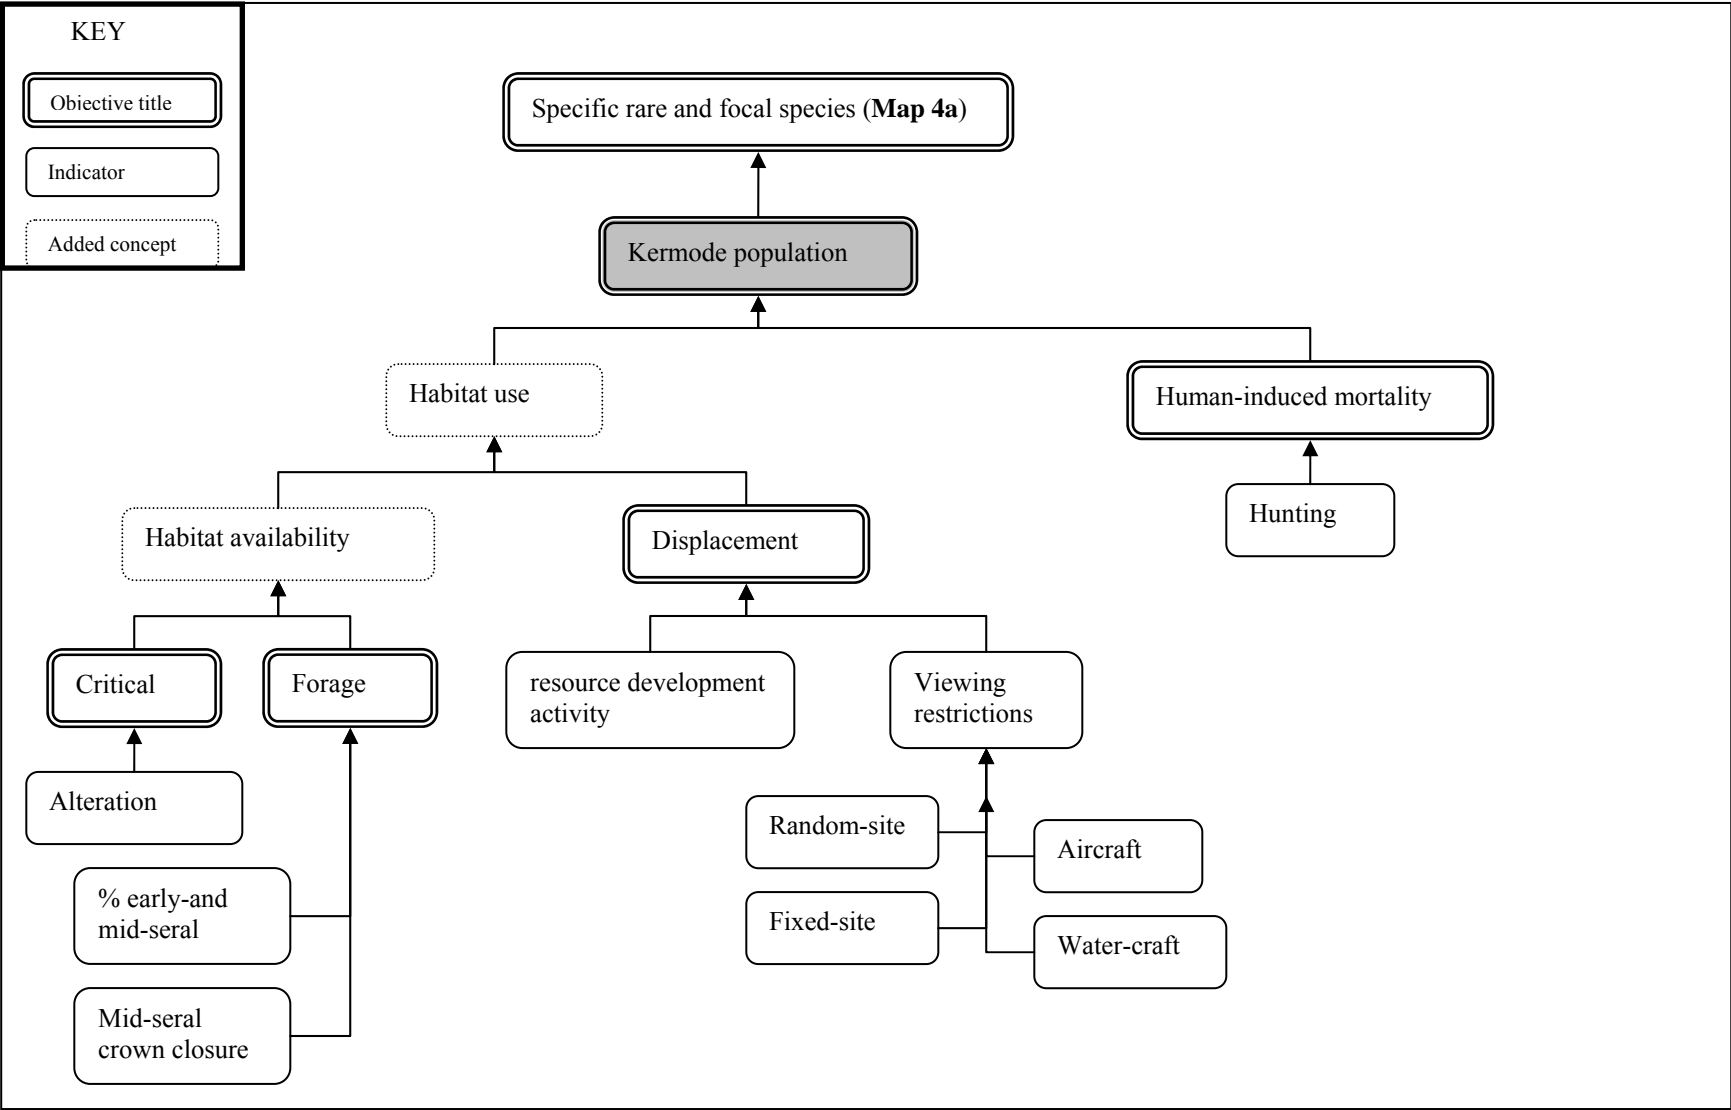 KEY
Objective title
Indicator
Added concept
Specific rare and focal species (Map 4a)
Kermode population
Habitat use
Human-induced mortality
Habitat availability
Displacement
Hunting
Critical
Forage
resource development
activity
Viewing
restrictions
Alteration
Random-site
Aircraft
% early-and
mid-seral
Fixed-site
Water-craft
Mid-seral
crown closure